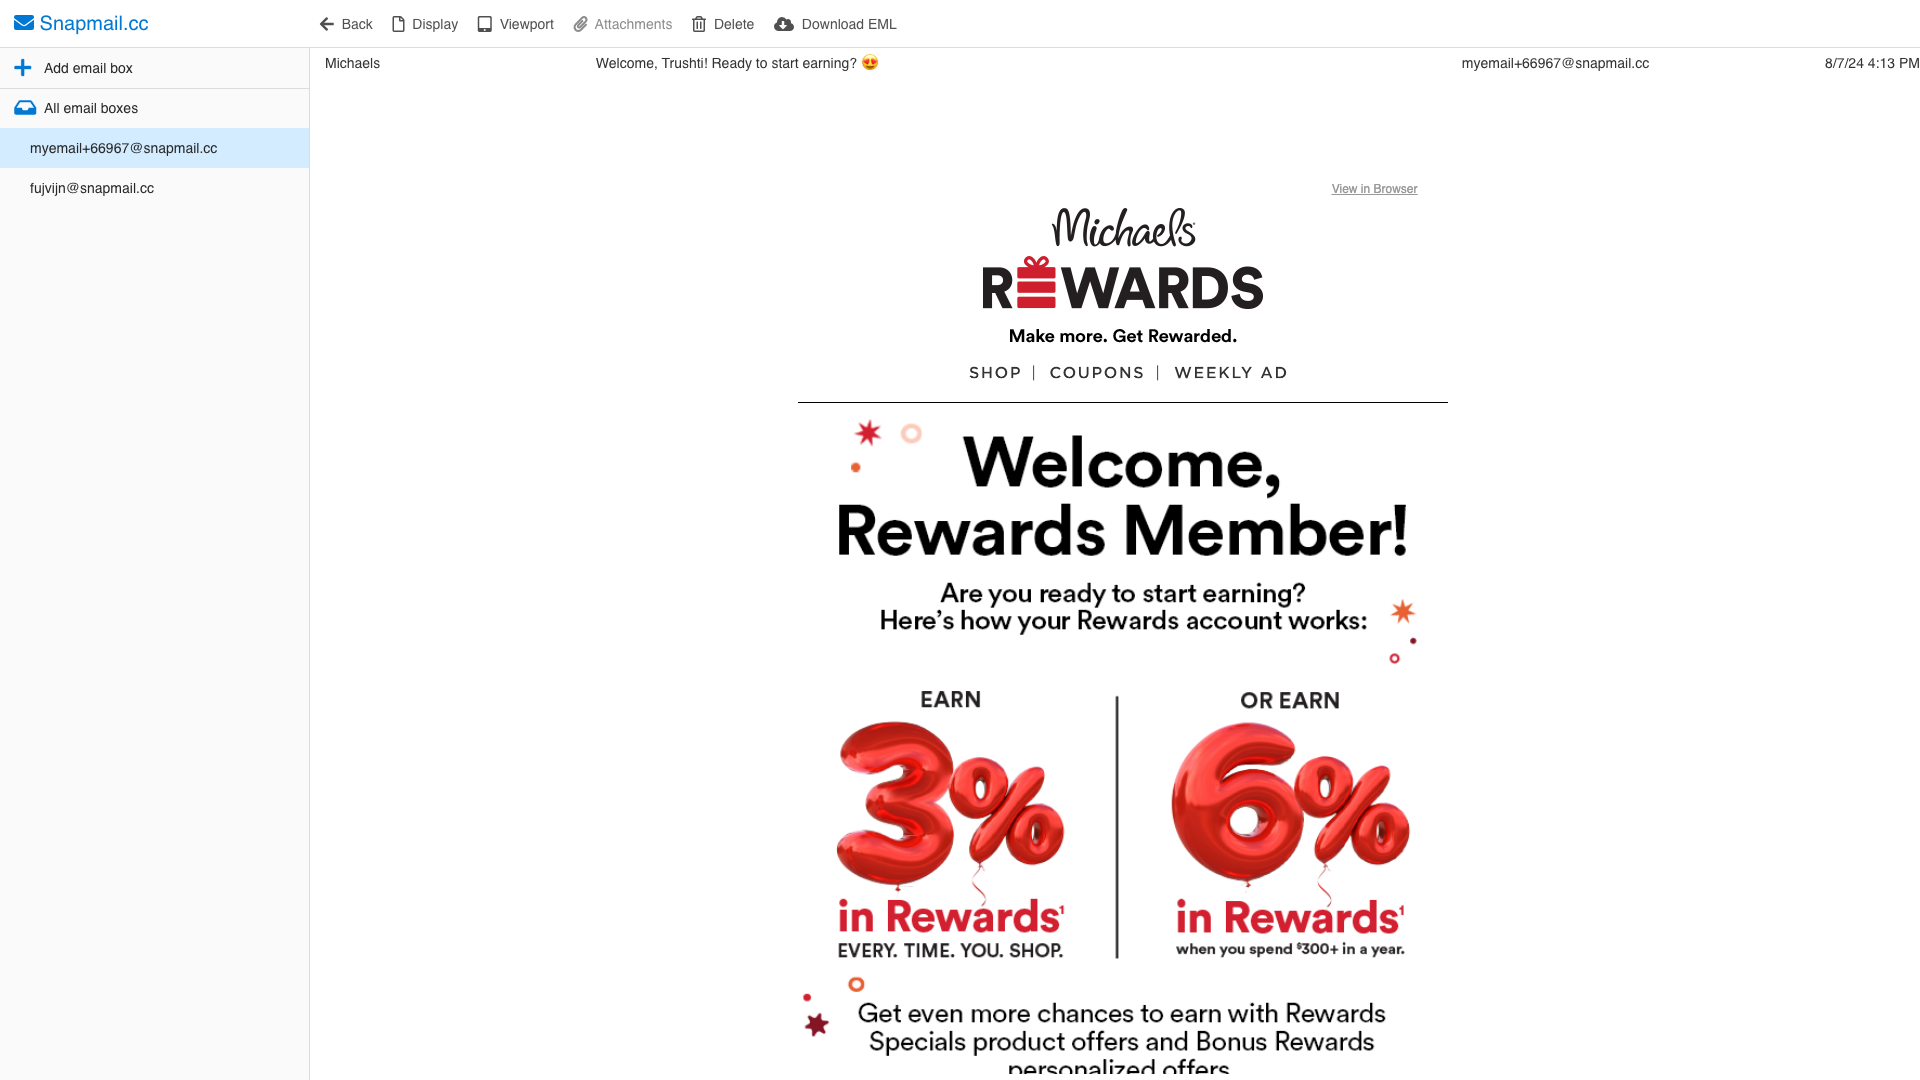 Snapmail.cc
Back
Display
Viewport
Attachments
Delete
Download EML
Add email box
All email boxes
myemail+66967@snapmail.cc
fujvijn@snapmail.cc
Michaels
Welcome, Trushti! Ready to start earning? 😍
myemail+66967@snapmail.cc
8/7/24 4:13 PM
View in Browser
Michaels
REWARDS
Make more. Get Rewarded.
SHOP | COUPONS | WEEKLY AD
Welcome,
Rewards Member!
Are you ready to start earning?
Here's how your Rewards account works:
EARN
3%
in Rewards¹
EVERY. TIME. YOU. SHOP.
OR EARN
6%
in Rewards¹
when you spend $300+ in a year.
Get even more chances to earn with Rewards
Specials product offers and Bonus Rewards
personalized offers